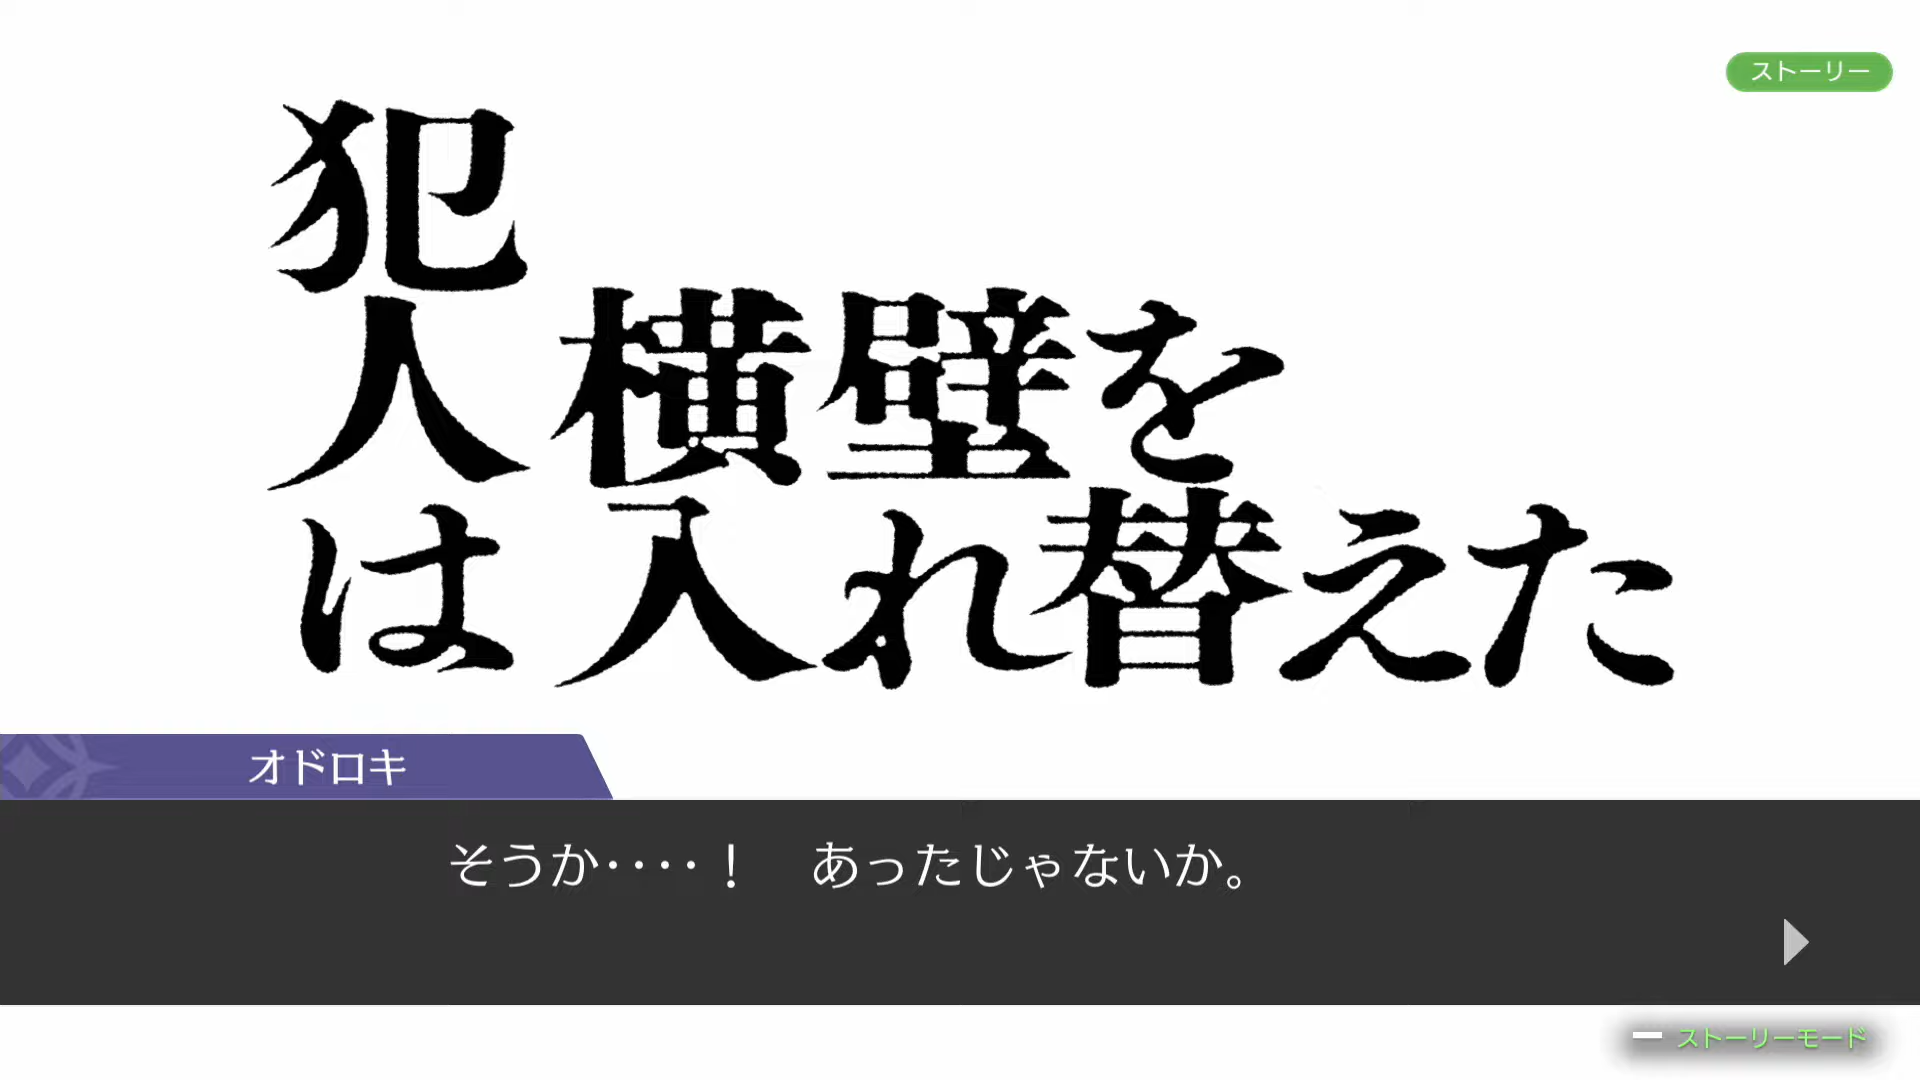 ストーリー
犯人は
横壁を
入れ替えた
オドロキ
そうか‥‥！　あったじゃないか。
ストーリーモード